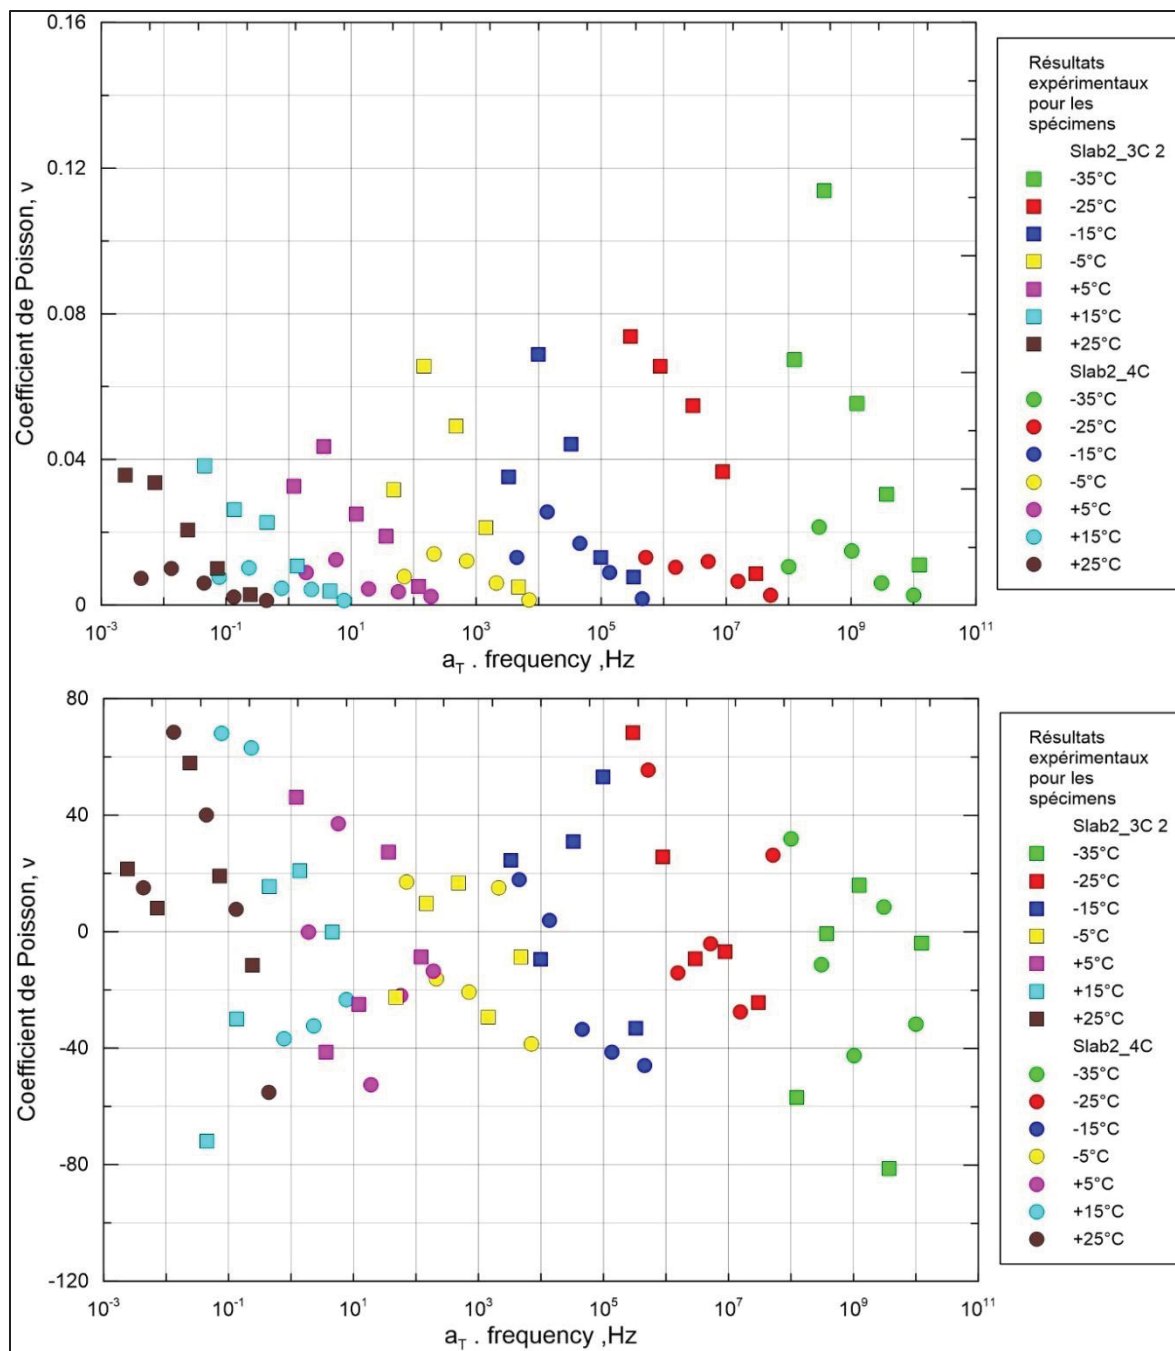 0.16
0.12
0.08
0.04
0
Coefficient de Poisson, ν
10⁻³ 10⁻¹ 10¹ 10³ 10⁵ 10⁷ 10⁹ 10¹¹
a_T . frequency ,Hz
Résultats
expérimentaux
pour les
spécimens
Slab2_3C 2
-35°C
-25°C
-15°C
-5°C
+5°C
+15°C
+25°C
Slab2_4C
-35°C
-25°C
-15°C
-5°C
+5°C
+15°C
+25°C
80
40
0
-40
-80
-120
Coefficient de Poisson, ν
10⁻³ 10⁻¹ 10¹ 10³ 10⁵ 10⁷ 10⁹ 10¹¹
a_T . frequency ,Hz
Résultats
expérimentaux
pour les
spécimens
Slab2_3C 2
-35°C
-25°C
-15°C
-5°C
+5°C
+15°C
+25°C
Slab2_4C
-35°C
-25°C
-15°C
-5°C
+5°C
+15°C
+25°C